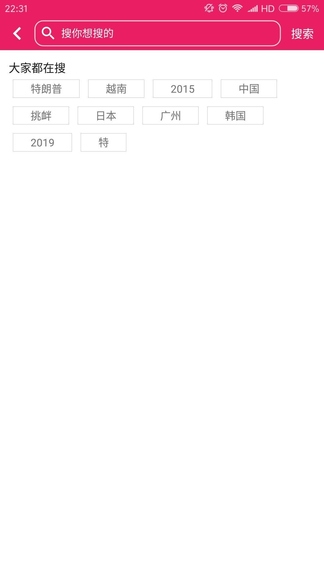 22:31 HD 57%
搜你想搜的 搜索
大家都在搜
特朗普 越南 2015 中国
挑衅 日本 广州 韩国
2019 特